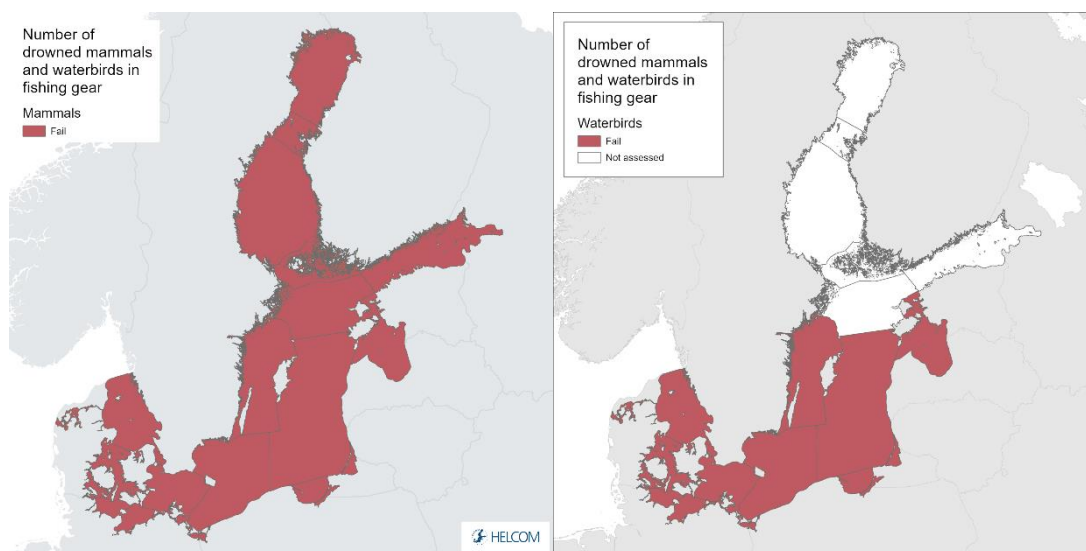 Number of
drowned mammals
and waterbirds in
fishing gear
Mammals
Fail
HELCOM
Number of
drowned mammals
and waterbirds in
fishing gear
Waterbirds
Fail
Not assessed